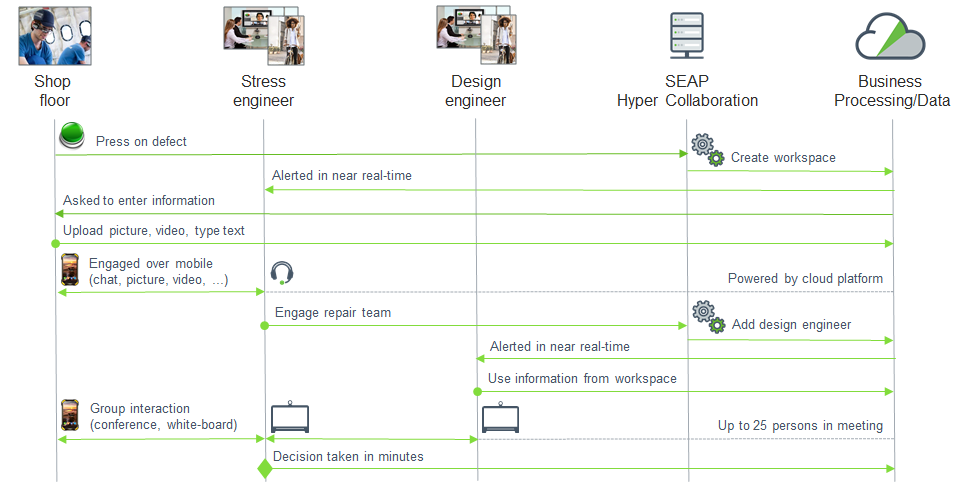 Shop
floor
Stress
engineer
Design
engineer
SEAP
Hyper Collaboration
Business
Processing/Data
Press on defect
Create workspace
Alerted in near real-time
Asked to enter information
Upload picture, video, type text
Engaged over mobile
(chat, picture, video, …)
Powered by cloud platform
Engage repair team
Add design engineer
Alerted in near real-time
Use information from workspace
Group interaction
(conference, white-board)
Up to 25 persons in meeting
Decision taken in minutes